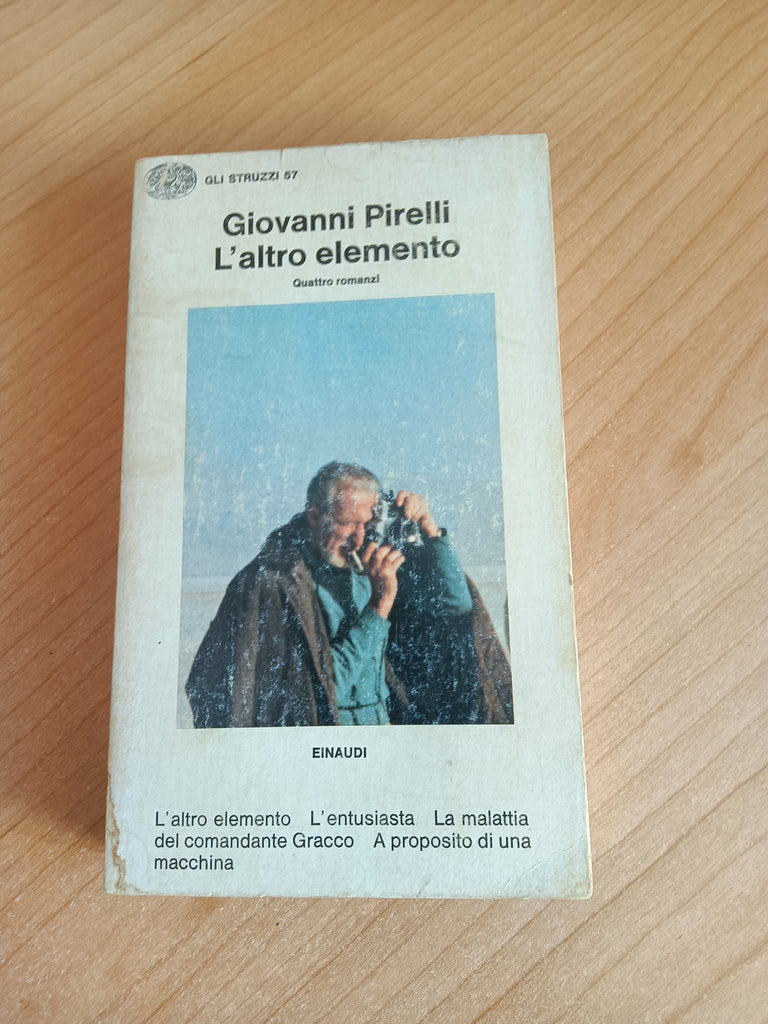 GLI STRUZZI 57
Giovanni Pirelli
L'altro elemento
Quattro romanzi
EINAUDI
L'altro elemento L'entusiasta La malattia
del comandante Gracco A proposito di una
macchina